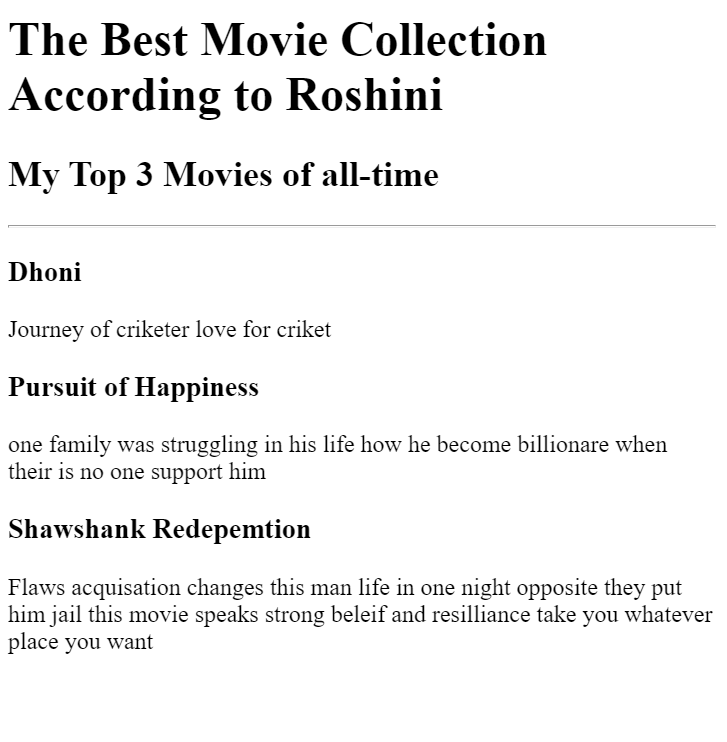 The Best Movie Collection
According to Roshini
My Top 3 Movies of all-time
Dhoni
Journey of criketer love for criket
Pursuit of Happiness
one family was struggling in his life how he become billionare when
their is no one support him
Shawshank Redepemtion
Flaws acquisation changes this man life in one night opposite they put
him jail this movie speaks strong beleif and resilliance take you whatever
place you want